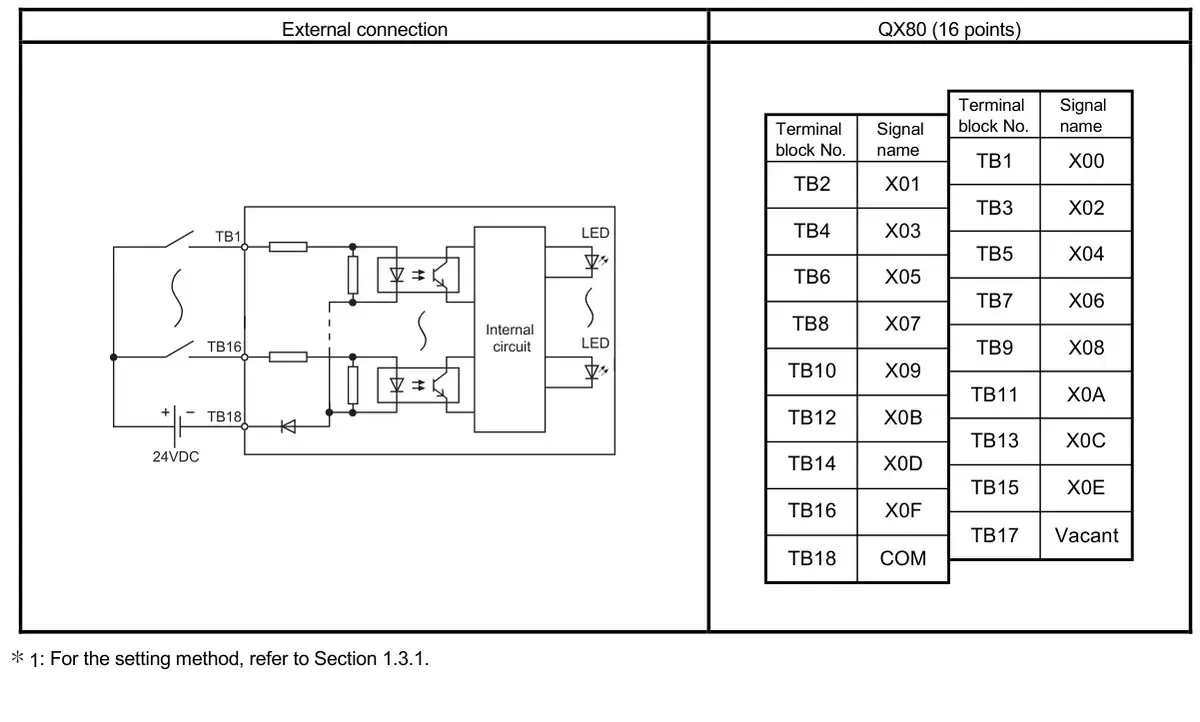 External connection
QX80 (16 points)
TB1
TB16
+ −
TB18
24VDC
Internal
circuit
LED
LED
Terminal
block No.
Signal
name
TB2 X01
TB4 X03
TB6 X05
TB8 X07
TB10 X09
TB12 X0B
TB14 X0D
TB16 X0F
TB18 COM
Terminal
block No.
Signal
name
TB1 X00
TB3 X02
TB5 X04
TB7 X06
TB9 X08
TB11 X0A
TB13 X0C
TB15 X0E
TB17 Vacant
＊ 1: For the setting method, refer to Section 1.3.1.